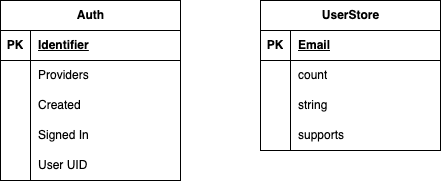 Auth
PK Identifier
Providers
Created
Signed In
User UID
UserStore
PK Email
count
string
supports